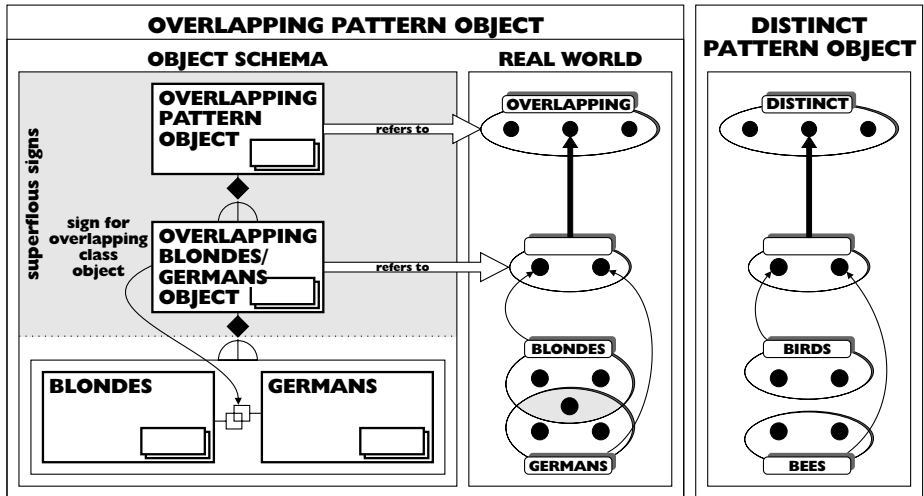 OVERLAPPING PATTERN OBJECT
OBJECT SCHEMA
REAL WORLD
superflous signs
OVERLAPPING
PATTERN
OBJECT
refers to
OVERLAPPING
sign for
overlapping
class
object
OVERLAPPING
BLONDES/
GERMANS
OBJECT
refers to
BLONDES
GERMANS
BLONDES
GERMANS
DISTINCT
PATTERN OBJECT
DISTINCT
BIRDS
BEES